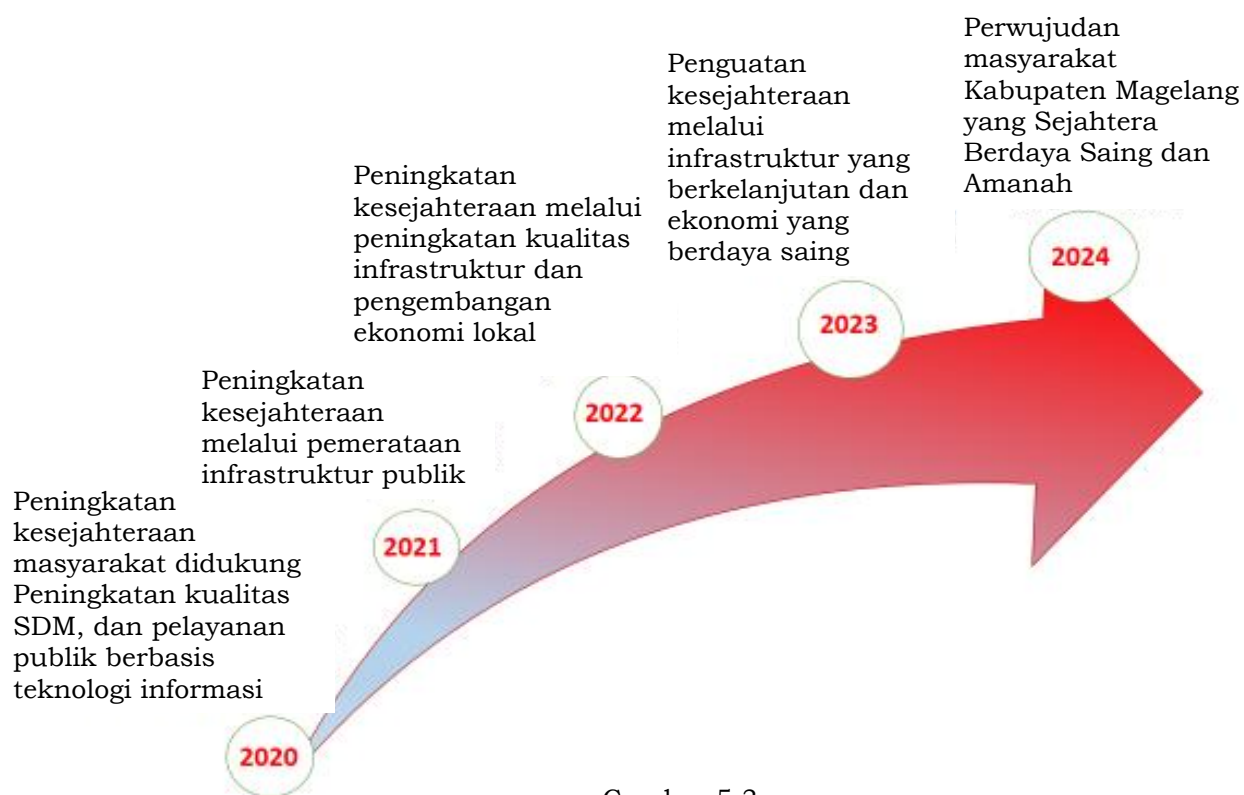 Peningkatan
kesejahteraan
masyarakat didukung
Peningkatan kualitas
SDM, dan pelayanan
publik berbasis
teknologi informasi
2020
Peningkatan
kesejahteraan
melalui pemerataan
infrastruktur publik
2021
Peningkatan
kesejahteraan melalui
peningkatan kualitas
infrastruktur dan
pengembangan
ekonomi lokal
2022
Penguatan
kesejahteraan
melalui
infrastruktur yang
berkelanjutan dan
ekonomi yang
berdaya saing
2023
Perwujudan
masyarakat
Kabupaten Magelang
yang Sejahtera
Berdaya Saing dan
Amanah
2024